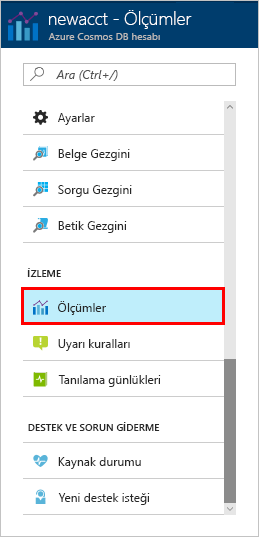 newacct - Ölçümler
Azure Cosmos DB hesabı
Ara (Ctrl+/)
Ayarlar
Belge Gezgini
Sorgu Gezgini
Betik Gezgini
İZLEME
Ölçümler
Uyarı kuralları
Tanılama günlükleri
DESTEK VE SORUN GİDERME
Kaynak durumu
Yeni destek isteği